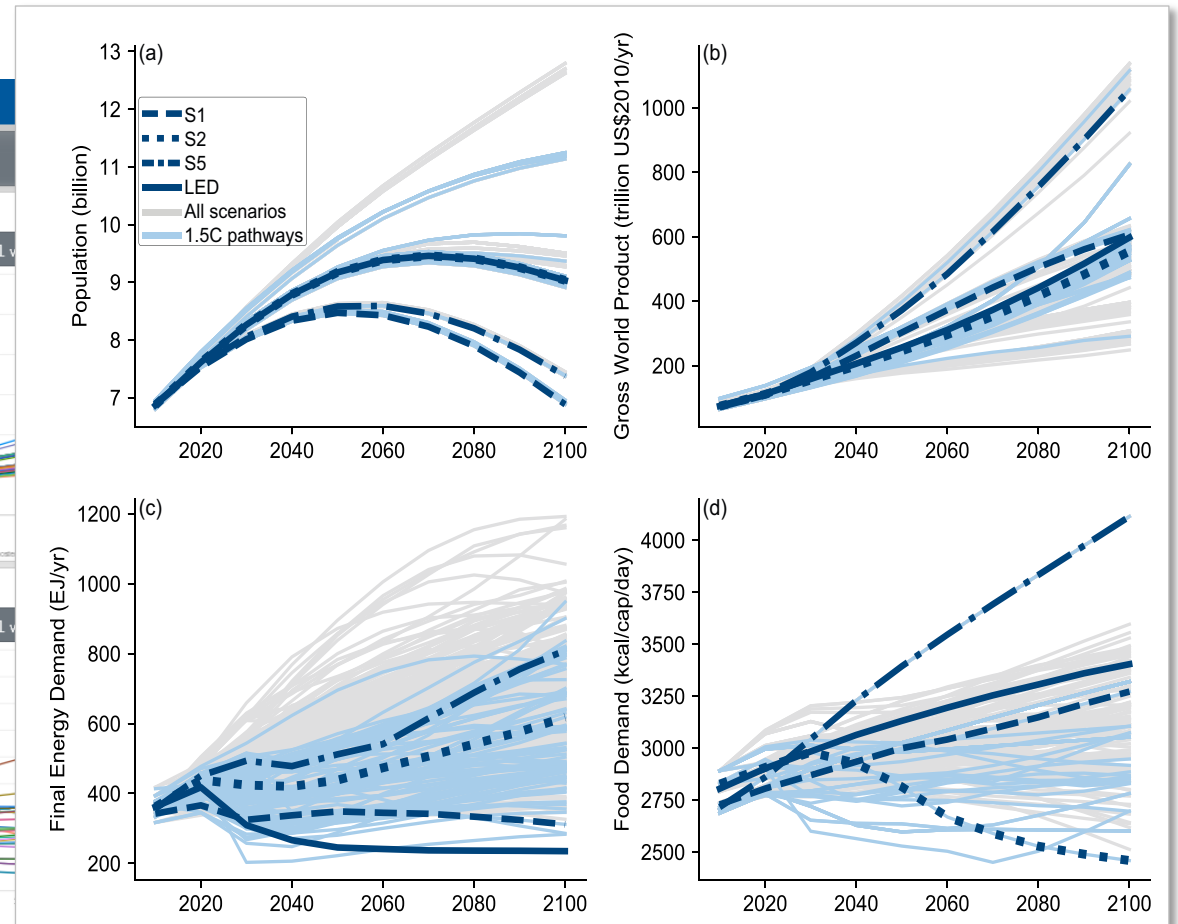 (a)
Population (billion)
13
12
11
10
9
8
7
S1
S2
S5
LED
All scenarios
1.5C pathways
2020 2040 2060 2080 2100
(b)
Gross World Product (trillion US$2010/yr)
1000
800
600
400
200
2020 2040 2060 2080 2100
(c)
Final Energy Demand (EJ/yr)
1200
1000
800
600
400
200
2020 2040 2060 2080 2100
(d)
Food Demand (kcal/cap/day)
4000
3750
3500
3250
3000
2750
2500
2020 2040 2060 2080 2100